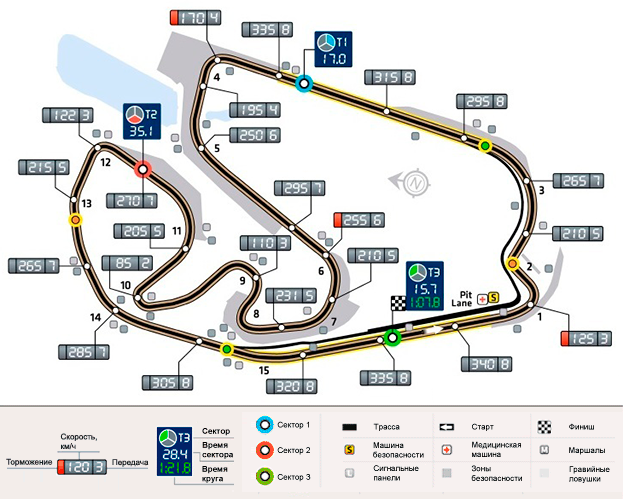 170 4
335 8
T1
17.0
315 8
295 8
4
195 4
122 3
T2
35.1
250 6
5
12
215 5
270 7
13
3
265 7
295 7
255 6
205 5
11
110 3
210 5
6
210 5
265 7
85 2
9
T3
15.7
1:07.8
2
10
231 5
8
7
Pit
Lane
S
1
14
125 3
285 7
15
340 8
305 8
320 8
335 8
Скорость,
км/ч
Торможение
120 3
Передача
T3
28.4
1:21.8
Сектор
Время
сектора
Время
круга
Сектор 1
Сектор 2
Сектор 3
Трасса
Старт
Финиш
S
Машина
безопасности
Медицинская
машина
M
Маршалы
Сигнальные
панели
Зоны
безопасности
Гравийные
ловушки